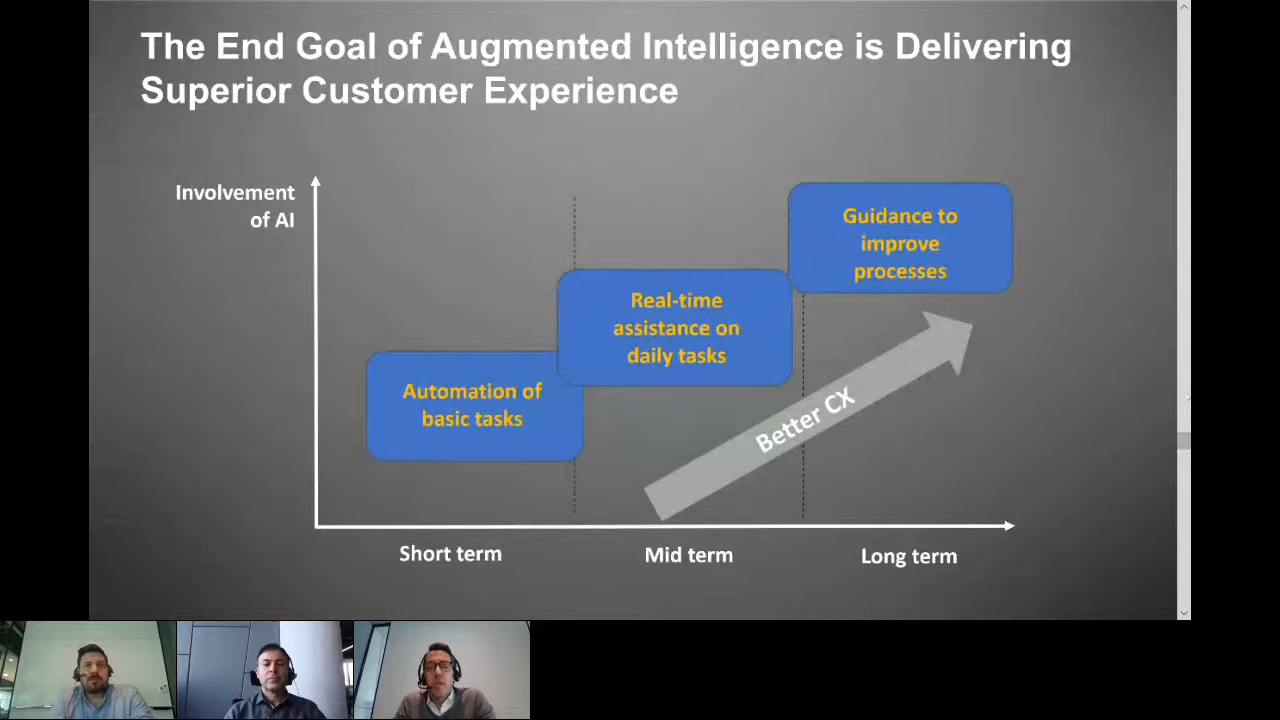 The End Goal of Augmented Intelligence is Delivering
Superior Customer Experience
Involvement
of AI
Guidance to
improve
processes
Real-time
assistance on
daily tasks
Automation of
basic tasks
Better CX
Short term
Mid term
Long term